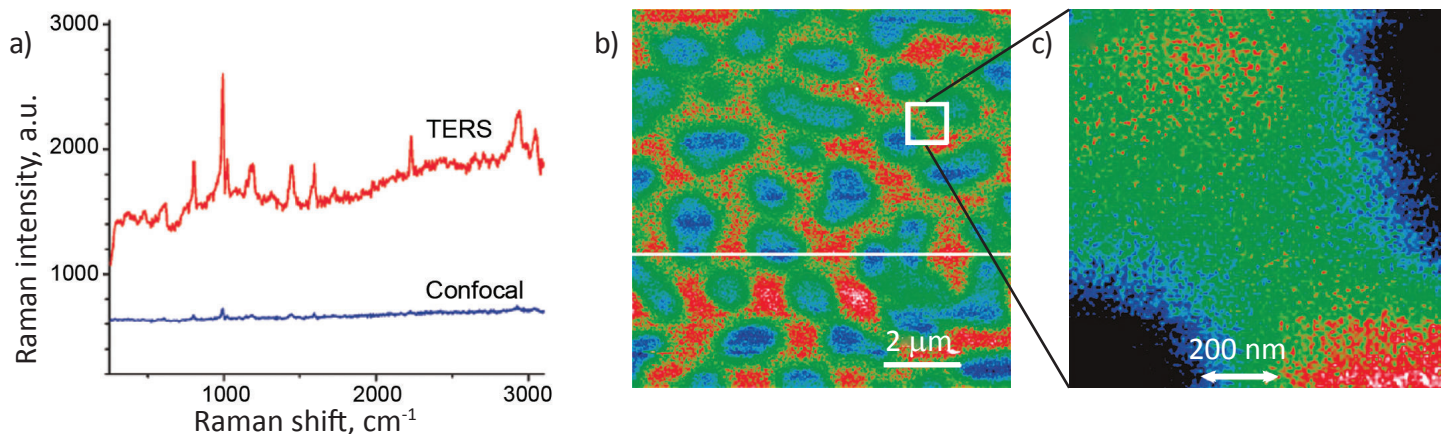 a)
3000
2000
1000
Raman intensity, a.u.
TERS
Confocal
1000
2000
3000
Raman shift, cm⁻¹
b)
2 µm
c)
200 nm